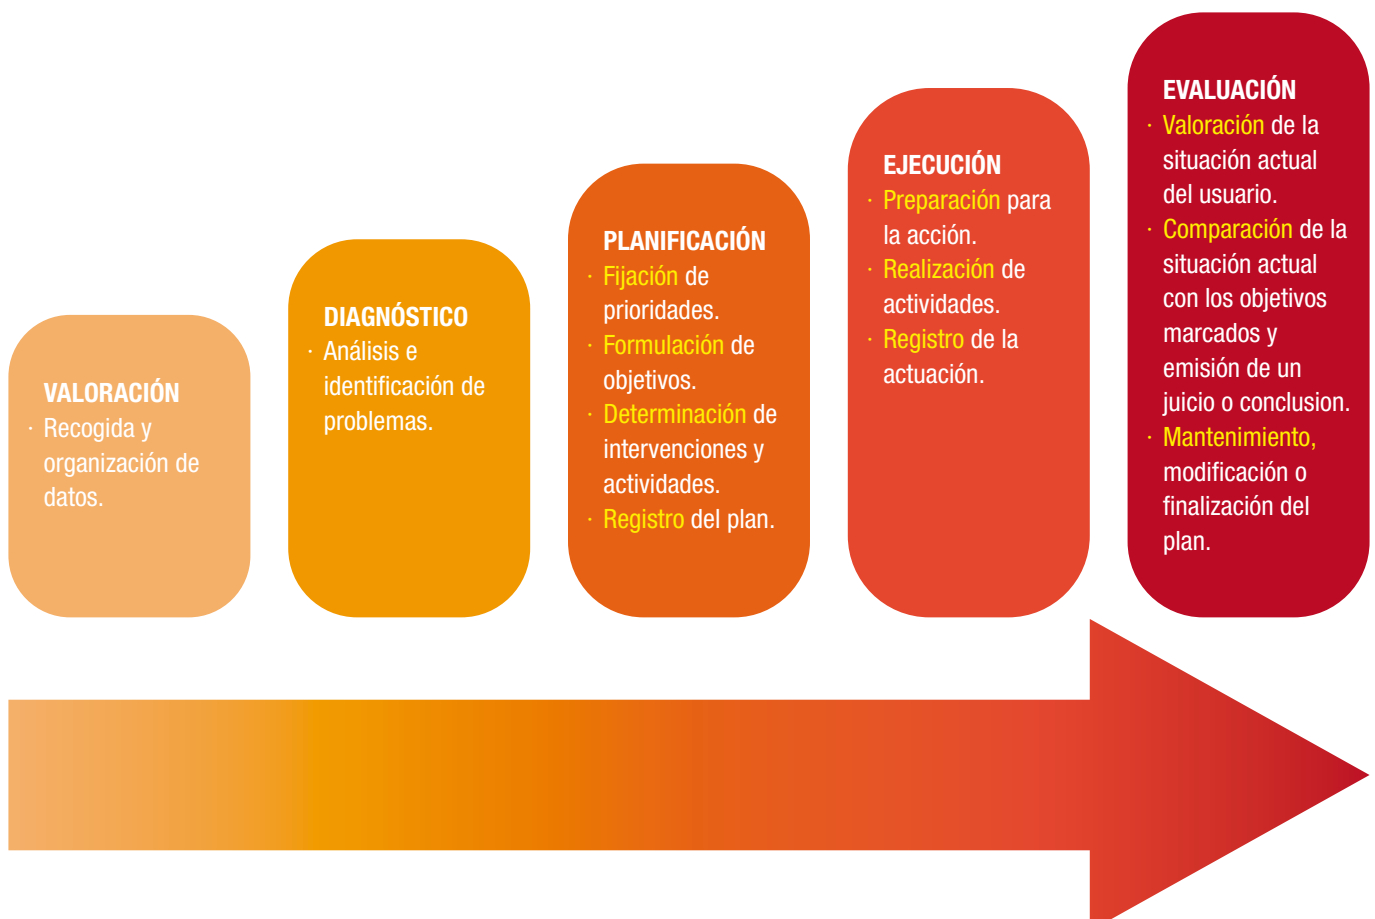 VALORACIÓN
· Recogida y
organización de
datos.
DIAGNÓSTICO
· Análisis e
identificación de
problemas.
PLANIFICACIÓN
· Fijación de
prioridades.
· Formulación de
objetivos.
· Determinación de
intervenciones y
actividades.
· Registro del plan.
EJECUCIÓN
· Preparación para
la acción.
· Realización de
actividades.
· Registro de la
actuación.
EVALUACIÓN
· Valoración de la
situación actual
del usuario.
· Comparación de la
situación actual
con los objetivos
marcados y
emisión de un
juicio o conclusion.
· Mantenimiento,
modificación o
finalización del
plan.